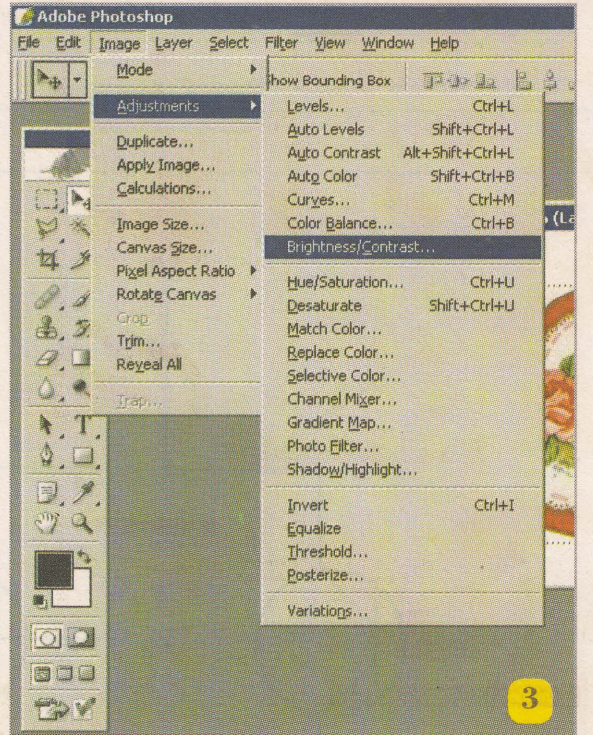 Adobe Photoshop
File Edit Image Layer Select Filter View Window Help
Show Bounding Box
Mode
Adjustments
Duplicate...
Apply Image...
Calculations...
Image Size...
Canvas Size...
Pixel Aspect Ratio
Rotate Canvas
Crop
Trim...
Reveal All
Trap...
Levels... Ctrl+L
Auto Levels Shift+Ctrl+L
Auto Contrast Alt+Shift+Ctrl+L
Auto Color Shift+Ctrl+B
Curves... Ctrl+M
Color Balance... Ctrl+B
Brightness/Contrast...
Hue/Saturation... Ctrl+U
Desaturate Shift+Ctrl+U
Match Color...
Replace Color...
Selective Color...
Channel Mixer...
Gradient Map...
Photo Filter...
Shadow/Highlight...
Invert Ctrl+I
Equalize
Threshold...
Posterize...
Variations...
(La
T
3